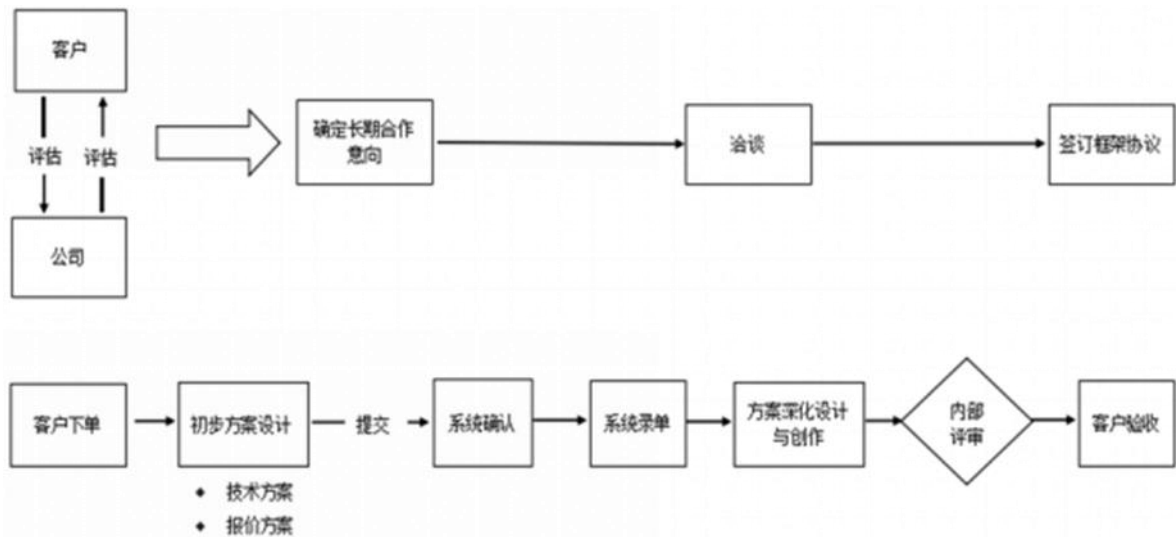 客户
评估 评估
公司
确定长期合作
意向
洽谈
签订框架协议
客户下单
初步方案设计
◆ 技术方案
◆ 报价方案
提交
系统确认
系统录单
方案深化设计
与创作
内部
评审
客户验收